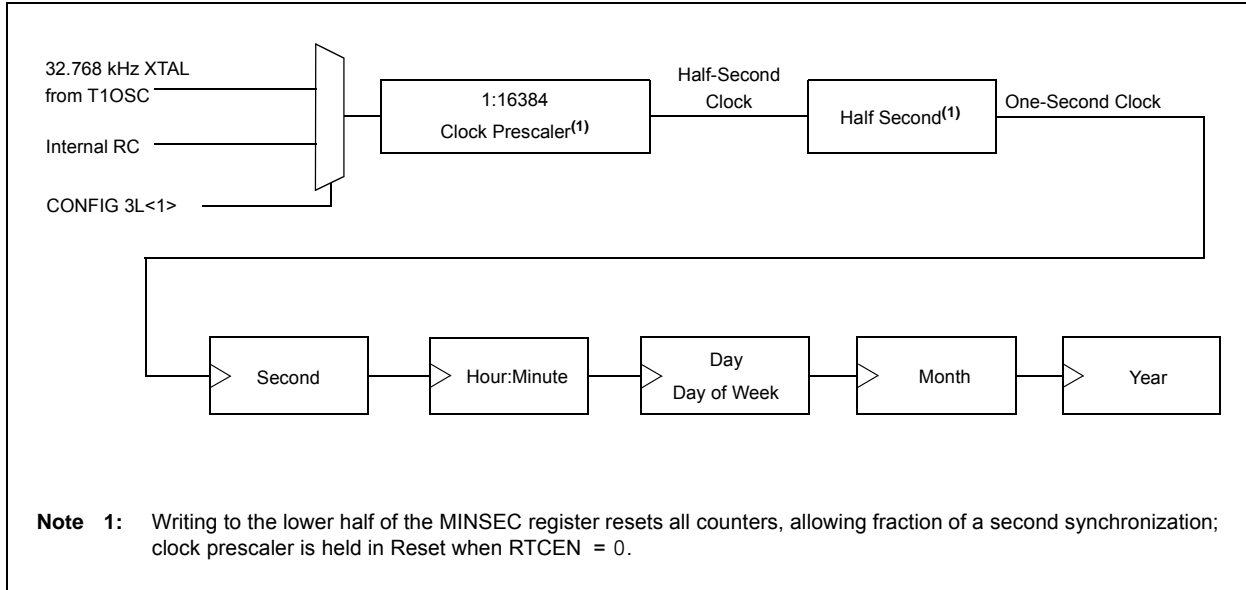 32.768 kHz XTAL
from T1OSC
Internal RC
CONFIG 3L<1>
1:16384
Clock Prescaler(1)
Half-Second
Clock
Half Second(1)
One-Second Clock
Second
Hour:Minute
Day
Day of Week
Month
Year
Note 1: Writing to the lower half of the MINSEC register resets all counters, allowing fraction of a second synchronization;
clock prescaler is held in Reset when RTCEN = 0.